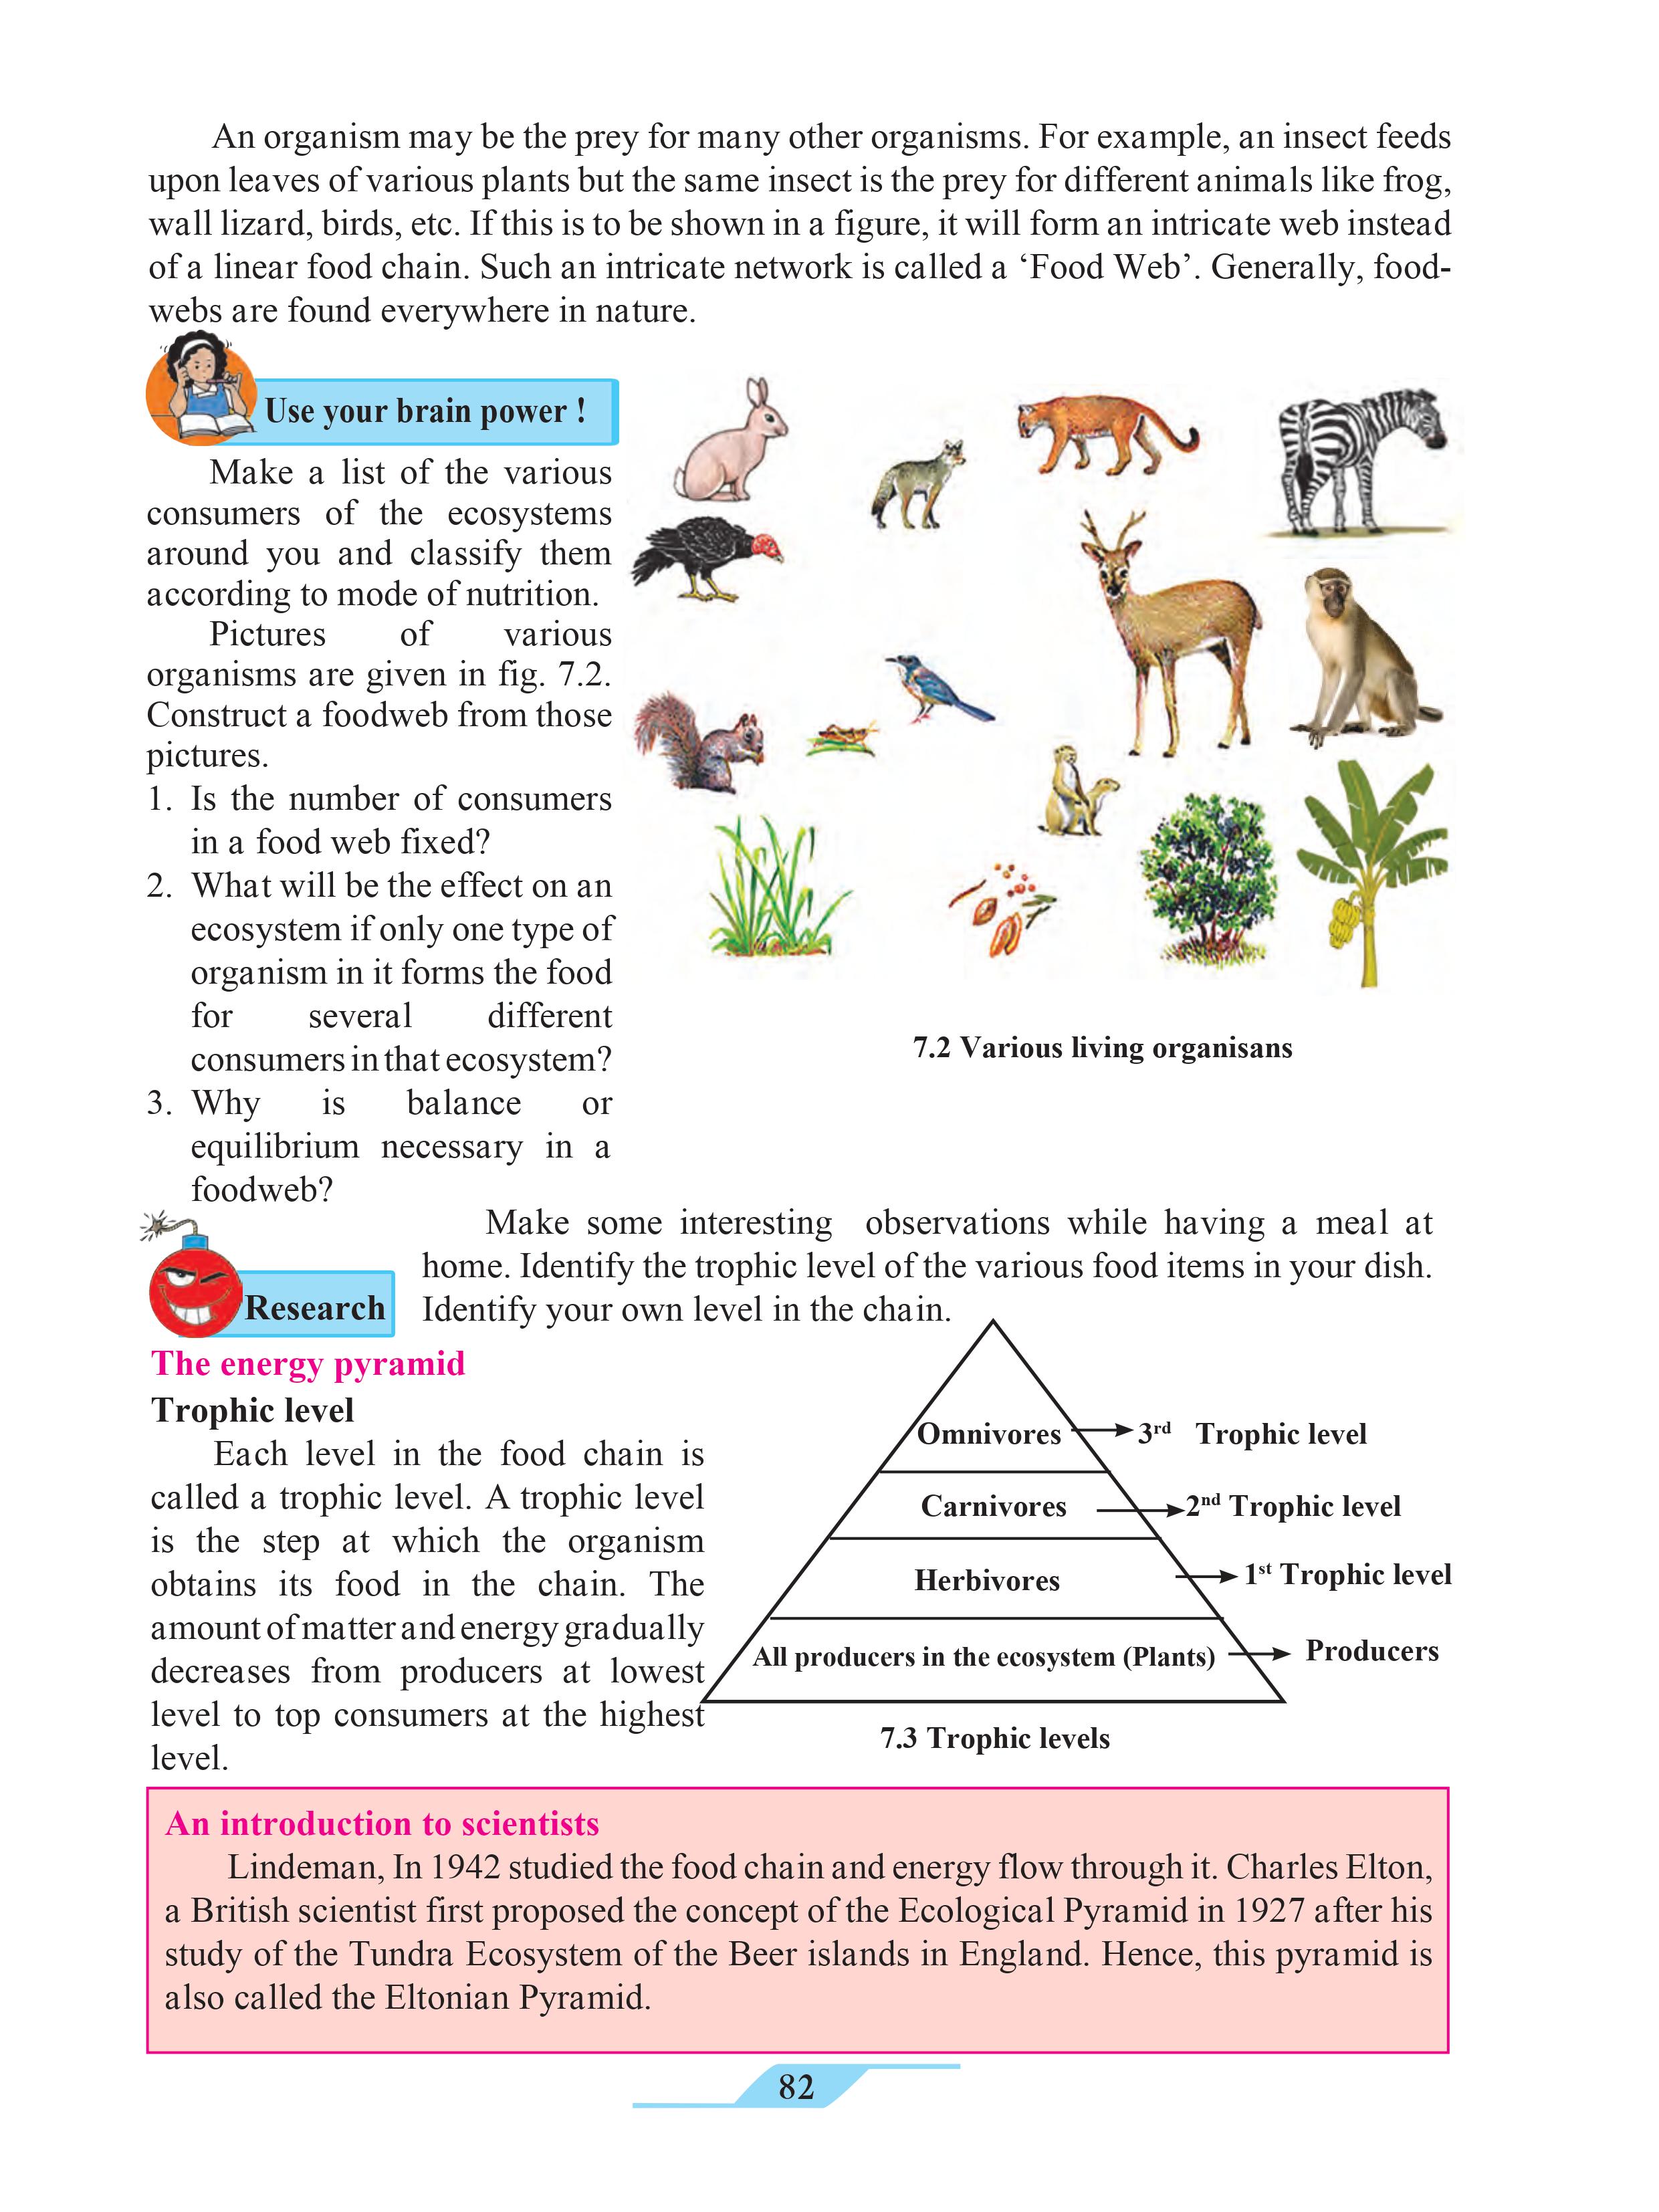 An organism may be the prey for many other organisms. For example, an insect feeds
upon leaves of various plants but the same insect is the prey for different animals like frog,
wall lizard, birds, etc. If this is to be shown in a figure, it will form an intricate web instead
of a linear food chain. Such an intricate network is called a ‘Food Web’. Generally, food-
webs are found everywhere in nature.
Use your brain power !
Make a list of the various
consumers of the ecosystems
around you and classify them
according to mode of nutrition.
Pictures of various
organisms are given in fig. 7.2.
Construct a foodweb from those
pictures.
1. Is the number of consumers
in a food web fixed?
2. What will be the effect on an
ecosystem if only one type of
organism in it forms the food
for several different
consumers in that ecosystem?
3. Why is balance or
equilibrium necessary in a
foodweb?
7.2 Various living organisans
Research
Make some interesting observations while having a meal at
home. Identify the trophic level of the various food items in your dish.
Identify your own level in the chain.
The energy pyramid
Trophic level
Each level in the food chain is
called a trophic level. A trophic level
is the step at which the organism
obtains its food in the chain. The
amount of matter and energy gradually
decreases from producers at lowest
level to top consumers at the highest
level.
Omnivores 3rd Trophic level
Carnivores 2nd Trophic level
Herbivores 1st Trophic level
All producers in the ecosystem (Plants) Producers
7.3 Trophic levels
An introduction to scientists
Lindeman, In 1942 studied the food chain and energy flow through it. Charles Elton,
a British scientist first proposed the concept of the Ecological Pyramid in 1927 after his
study of the Tundra Ecosystem of the Beer islands in England. Hence, this pyramid is
also called the Eltonian Pyramid.
82